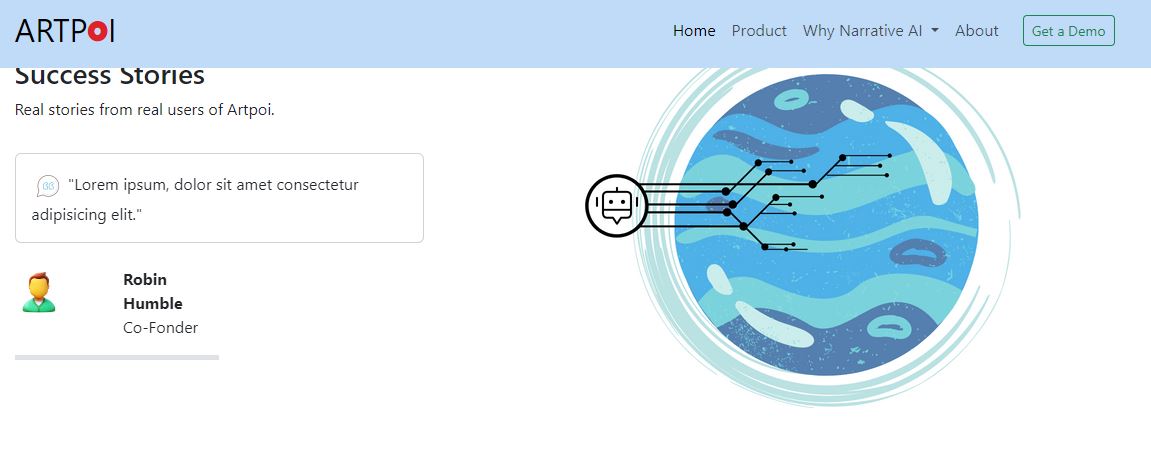 ARTPOI
Home Product Why Narrative AI About Get a Demo
Success Stories
Real stories from real users of Artpoi.
"Lorem ipsum, dolor sit amet consectetur
adipisicing elit."
Robin
Humble
Co-Fonder